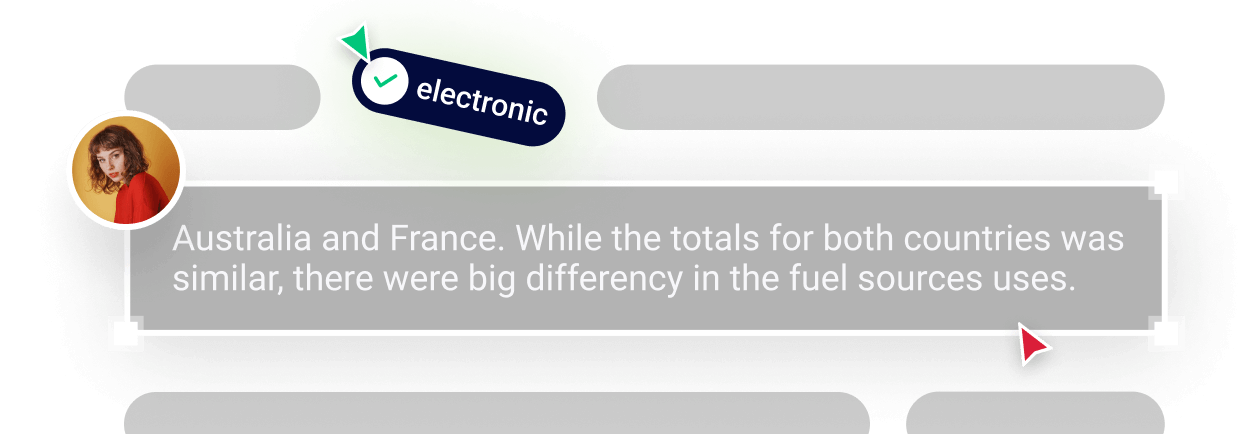 electronic
Australia and France. While the totals for both countries was
similar, there were big differency in the fuel sources uses.